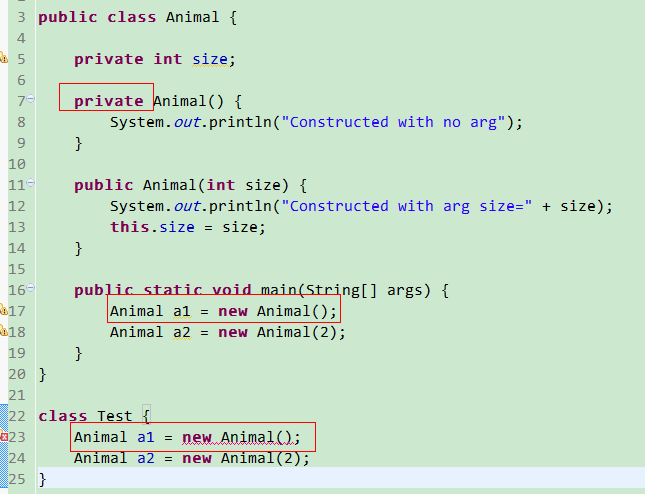 3 public class Animal {
4
5     private int size;
6
7     private Animal() {
8         System.out.println("Constructed with no arg");
9     }
10
11     public Animal(int size) {
12         System.out.println("Constructed with arg size=" + size);
13         this.size = size;
14     }
15
16     public static void main(String[] args) {
17         Animal a1 = new Animal();
18         Animal a2 = new Animal(2);
19     }
20 }
21
22 class Test {
23     Animal a1 = new Animal();
24     Animal a2 = new Animal(2);
25 }